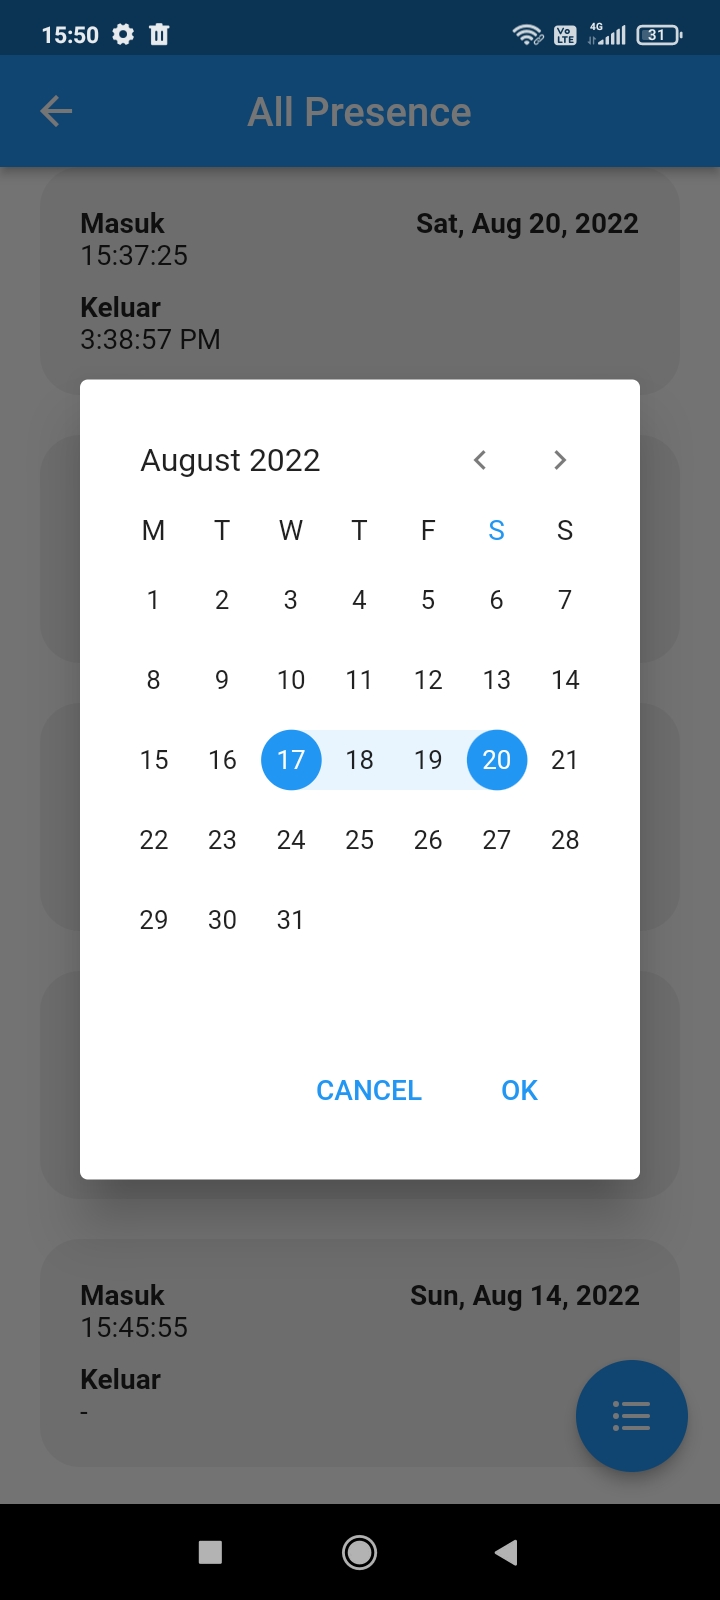 15:50
Vo LTE
4G
31
All Presence
Masuk
Sat, Aug 20, 2022
15:37:25
Keluar
3:38:57 PM
August 2022
M T W T F S S
1 2 3 4 5 6 7
8 9 10 11 12 13 14
15 16 17 18 19 20 21
22 23 24 25 26 27 28
29 30 31
CANCEL OK
Masuk
Sun, Aug 14, 2022
15:45:55
Keluar
-